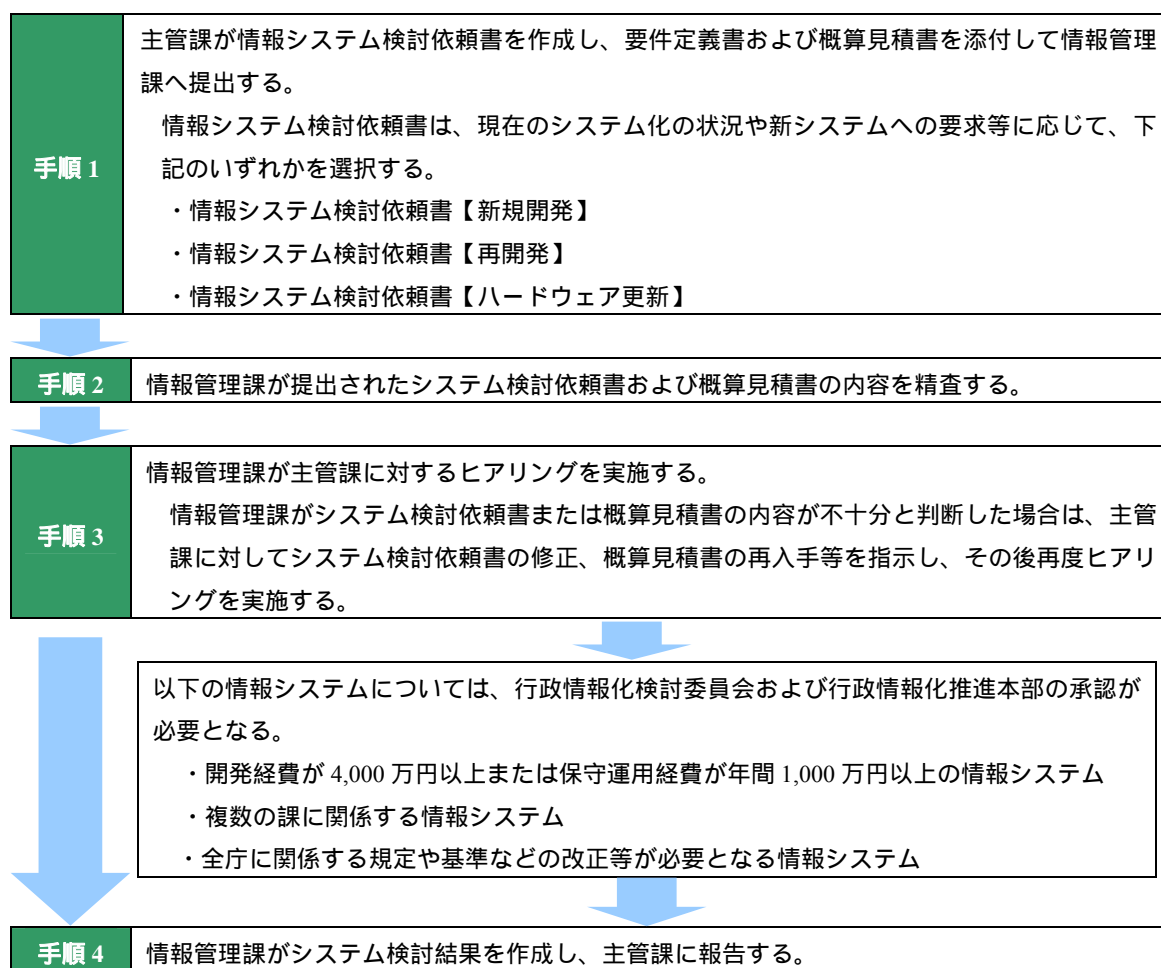 手順 1
主管課が情報システム検討依頼書を作成し、要件定義書および概算見積書を添付して情報管理
課へ提出する。
情報システム検討依頼書は、現在のシステム化の状況や新システムへの要求等に応じて、下
記のいずれかを選択する。
・情報システム検討依頼書【新規開発】
・情報システム検討依頼書【再開発】
・情報システム検討依頼書【ハードウェア更新】
手順 2
情報管理課が提出されたシステム検討依頼書および概算見積書の内容を精査する。
手順 3
情報管理課が主管課に対するヒアリングを実施する。
情報管理課がシステム検討依頼書または概算見積書の内容が不十分と判断した場合は、主管
課に対してシステム検討依頼書の修正、概算見積書の再入手等を指示し、その後再度ヒアリ
ングを実施する。
以下の情報システムについては、行政情報化検討委員会および行政情報化推進本部の承認が
必要となる。
・開発経費が 4,000 万円以上または保守運用経費が年間 1,000 万円以上の情報システム
・複数の課に関係する情報システム
・全庁に関係する規定や基準などの改正等が必要となる情報システム
手順 4
情報管理課がシステム検討結果を作成し、主管課に報告する。